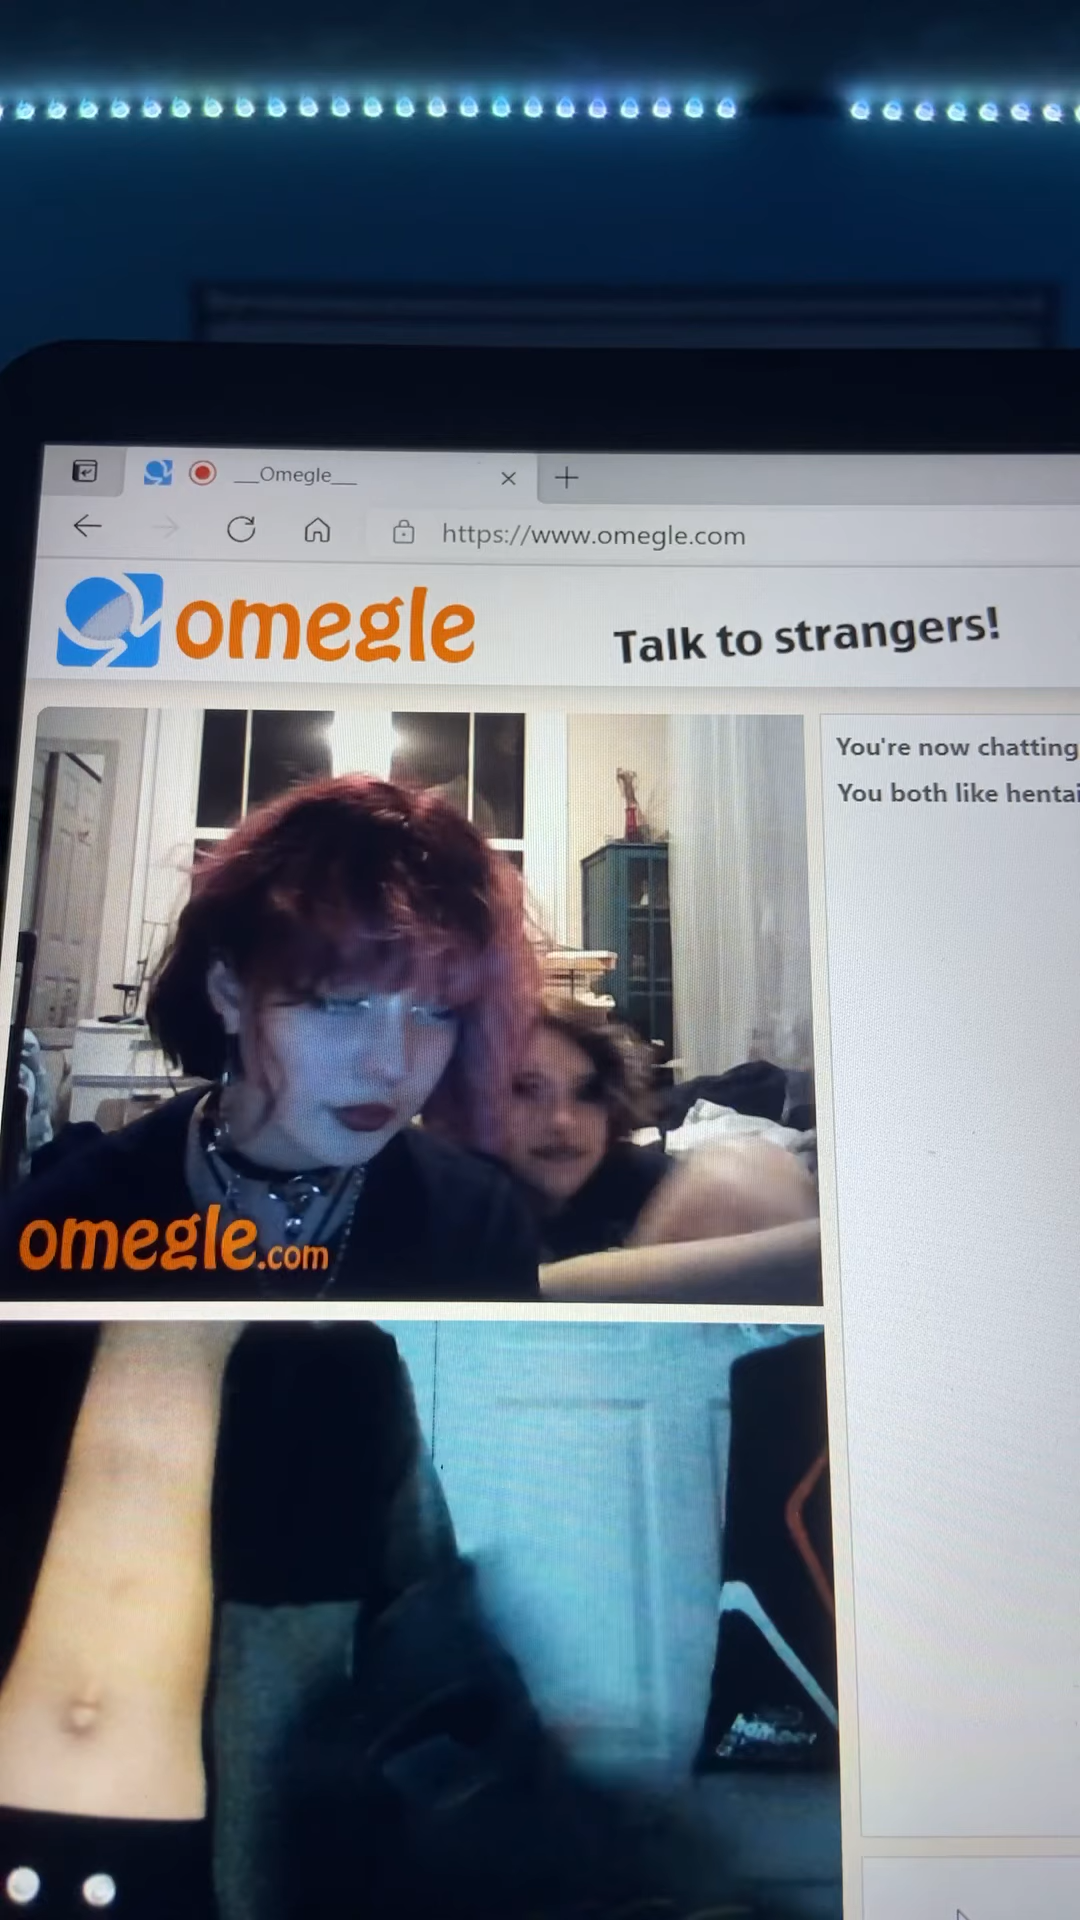 __Omegle__
https://www.omegle.com
omegle
Talk to strangers!
You're now chatting
You both like hentai
omegle.com